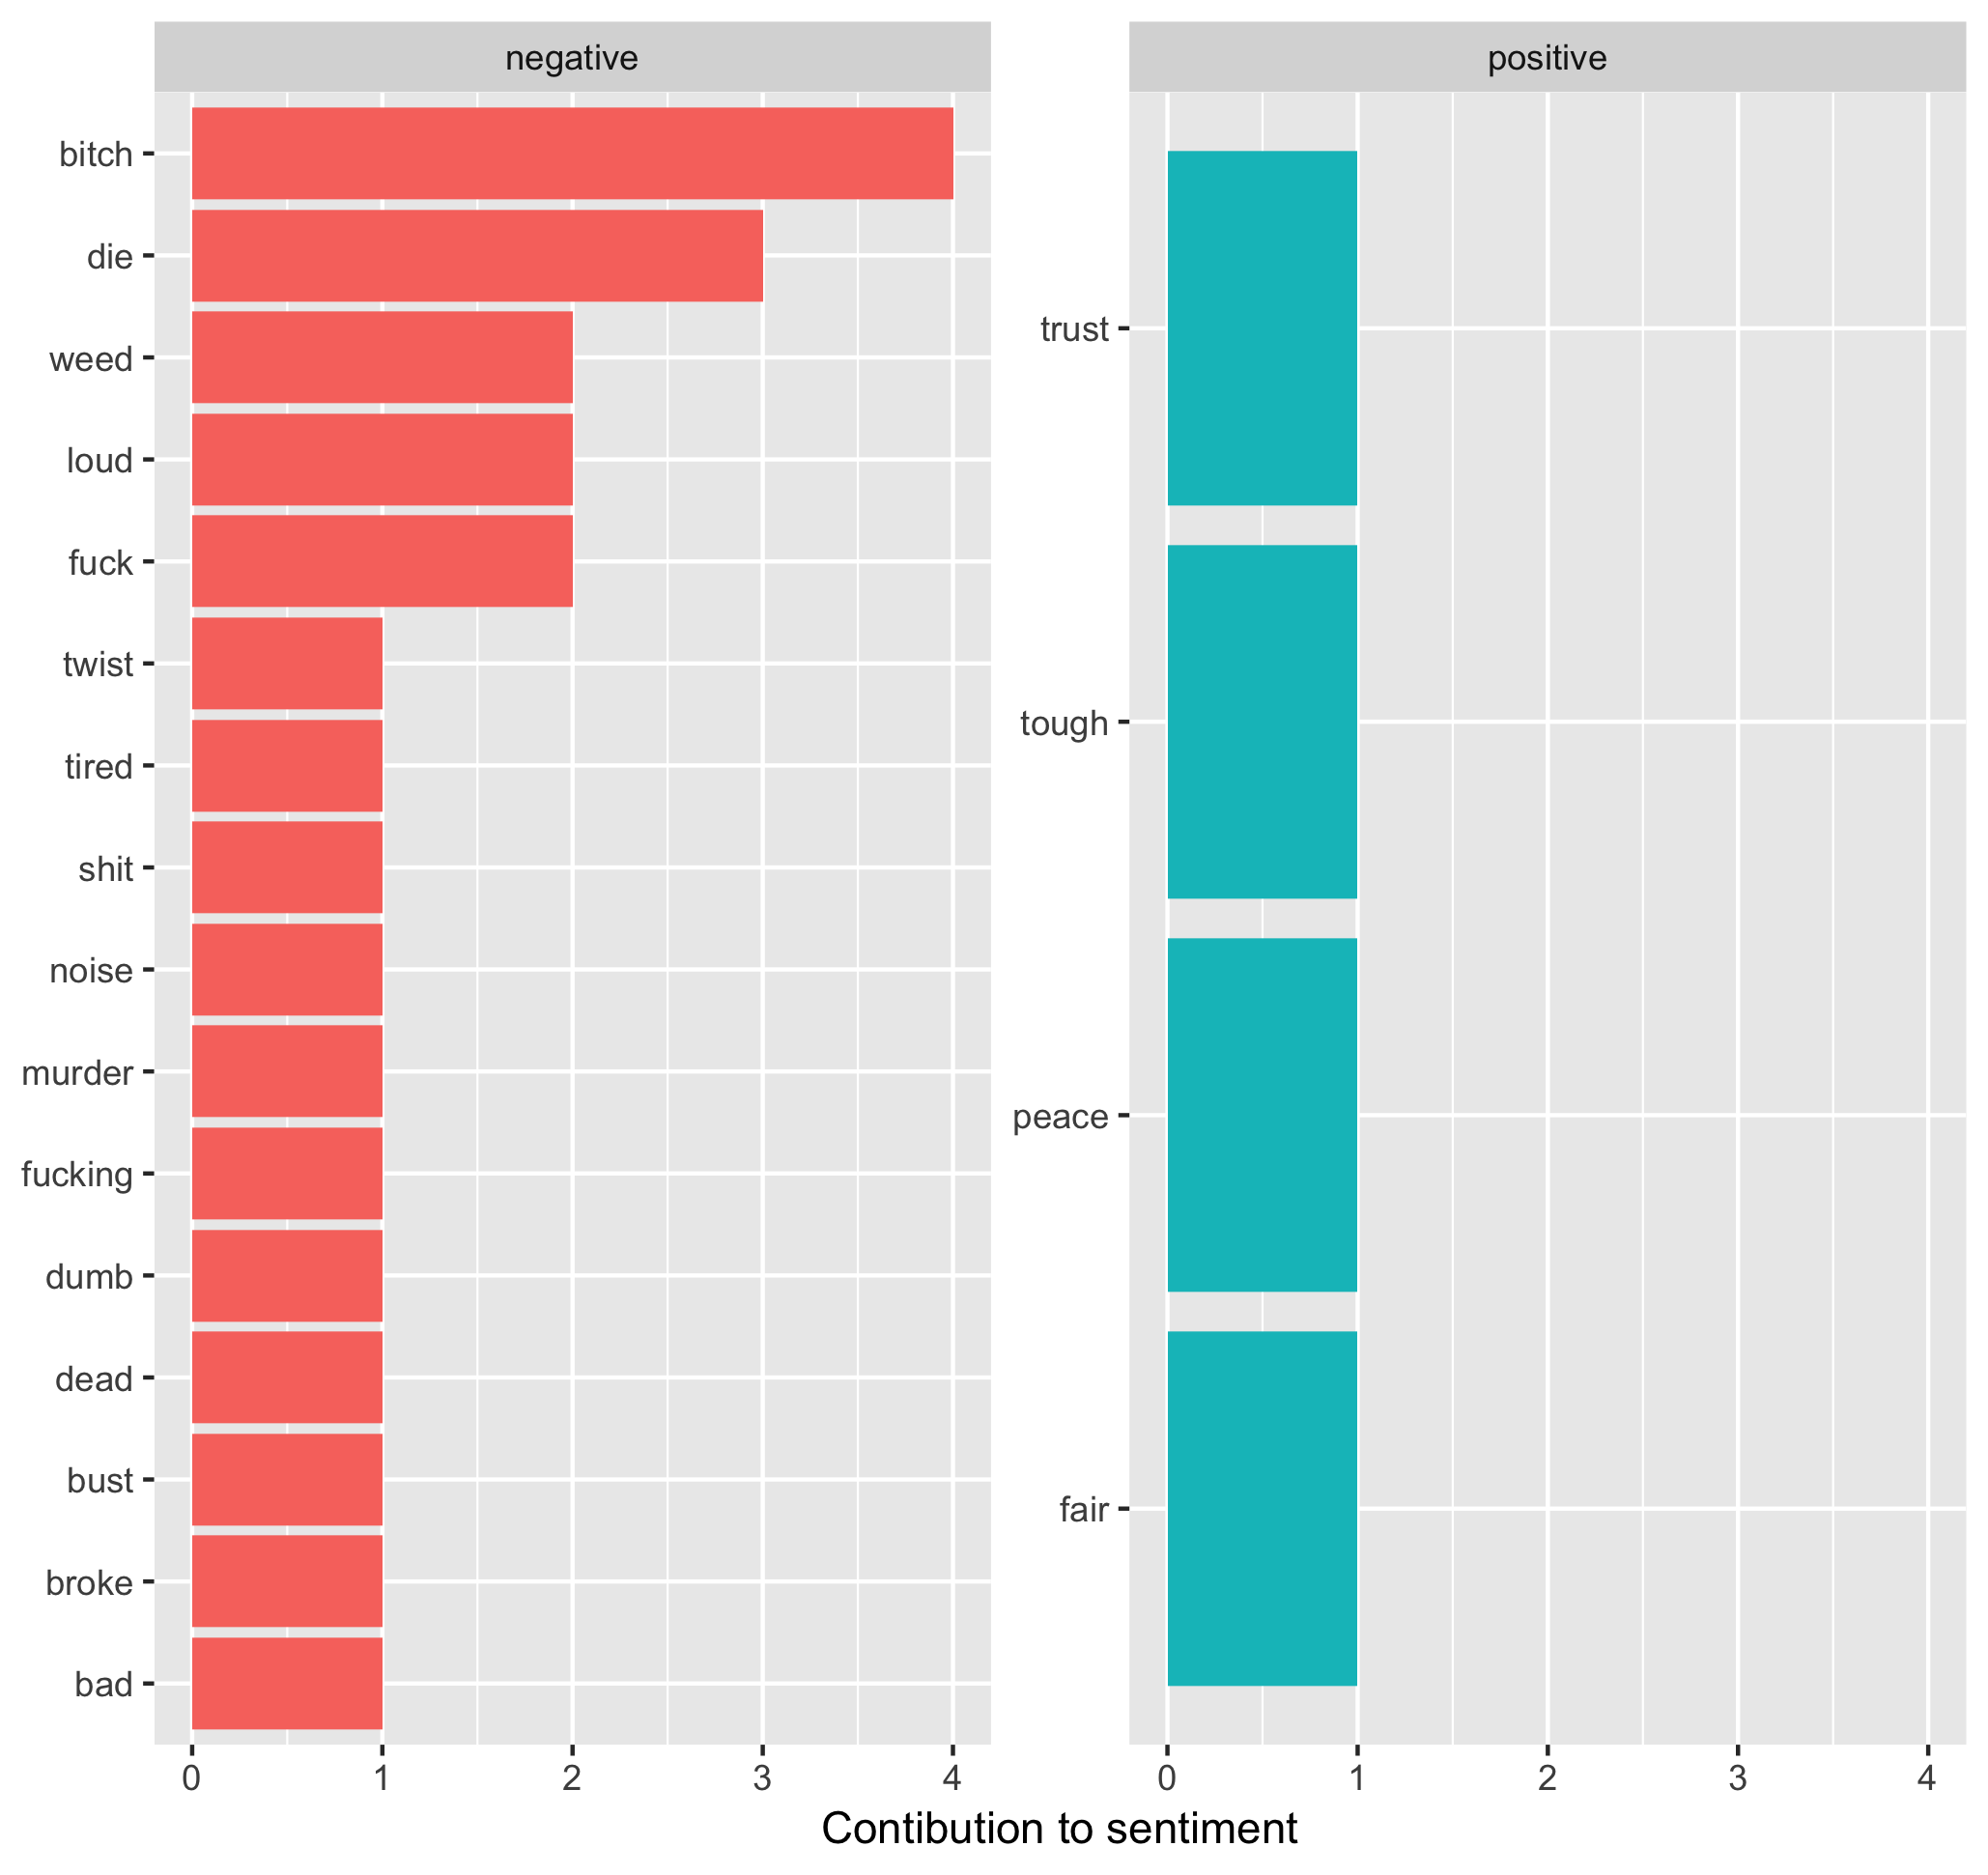 negative
bitch
die
weed
loud
fuck
twist
tired
shit
noise
murder
fucking
dumb
dead
bust
broke
bad
0 1 2 3 4
positive
trust
tough
peace
fair
0 1 2 3 4
Contibution to sentiment